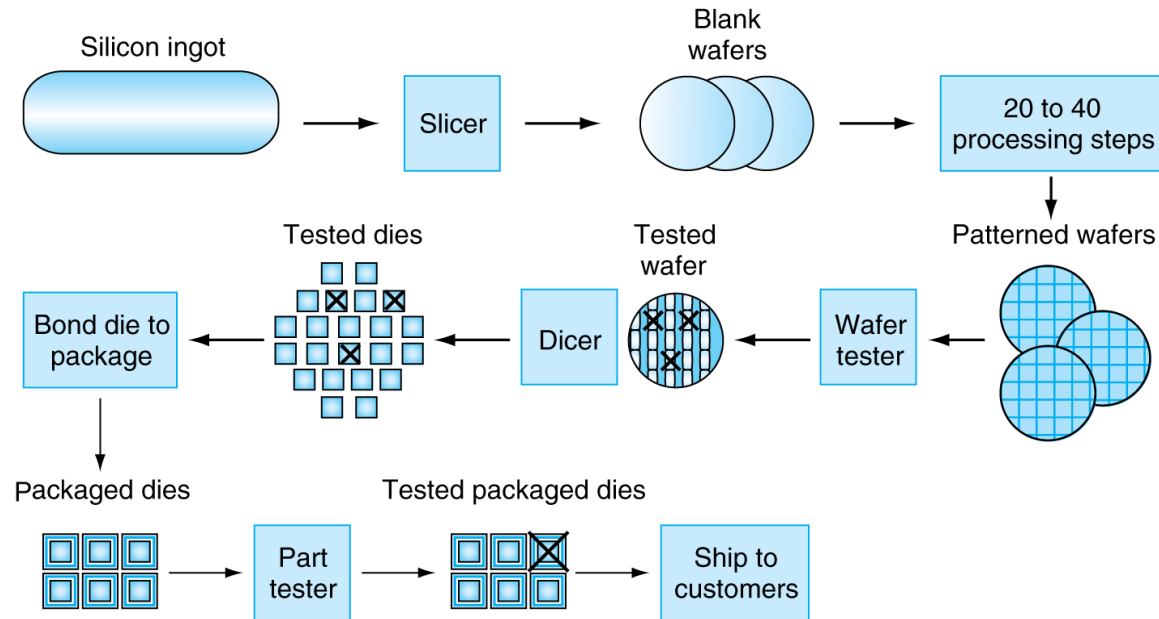 Silicon ingot
Slicer
Blank
wafers
20 to 40
processing steps
Tested dies
Tested
wafer
Patterned wafers
Bond die to
package
Dicer
Wafer
tester
Packaged dies
Tested packaged dies
Part
tester
Ship to
customers